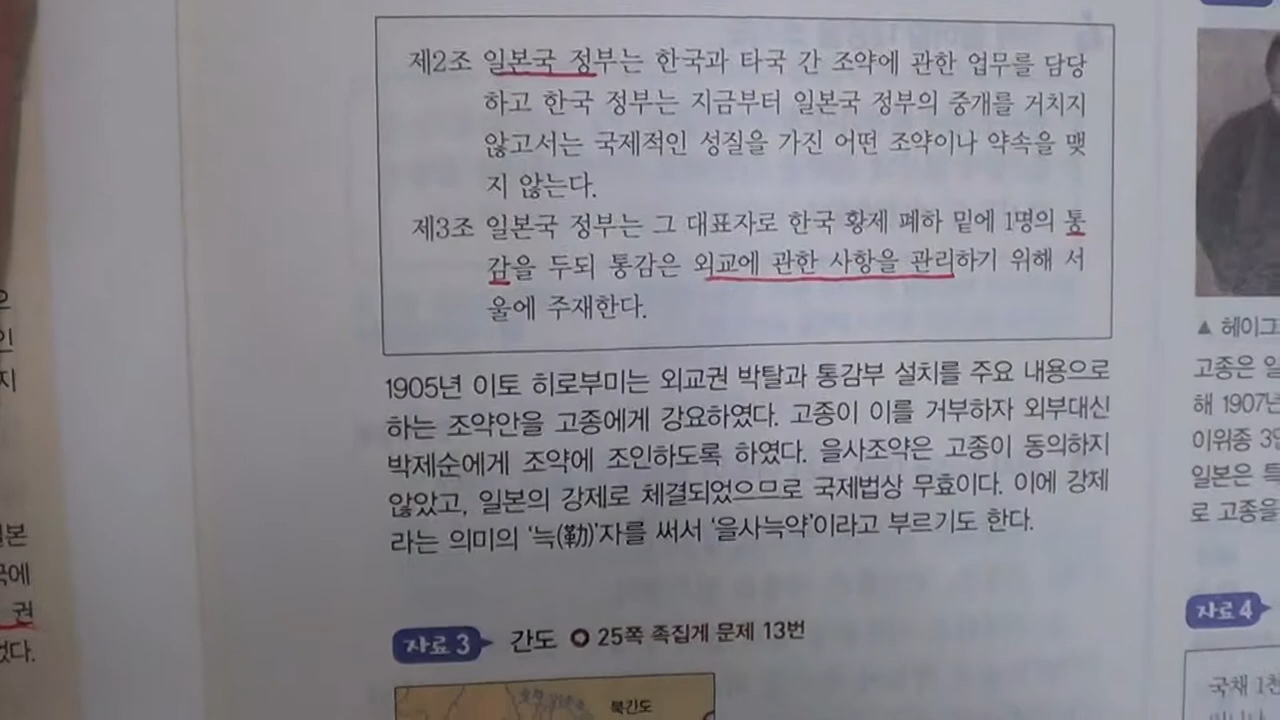 제2조 일본국 정부는 한국과 타국 간 조약에 관한 업무를 담당
하고 한국 정부는 지금부터 일본국 정부의 중개를 거치지
않고서는 국제적인 성질을 가진 어떤 조약이나 약속을 맺
지 않는다.
제3조 일본국 정부는 그 대표자로 한국 황제 폐하 밑에 1명의 통
감을 두되 통감은 외교에 관한 사항을 관리하기 위해 서
울에 주재한다.
1905년 이토 히로부미는 외교권 박탈과 통감부 설치를 주요 내용으로
하는 조약안을 고종에게 강요하였다. 고종이 이를 거부하자 외부대신
박제순에게 조약에 조인하도록 하였다. 을사조약은 고종이 동의하지
않았고, 일본의 강제로 체결되었으므로 국제법상 무효이다. 이에 강제
라는 의미의 '늑(勒)'자를 써서 '을사늑약'이라고 부르기도 한다.
자료 3 간도 25쪽 족집게 문제 13번
북간도
인
지
일본
국에
권
었다.
▲ 헤이그
고종은 일
해 1907년
이위종 3
일본은 특
로 고종을
자료 4
국채 1천